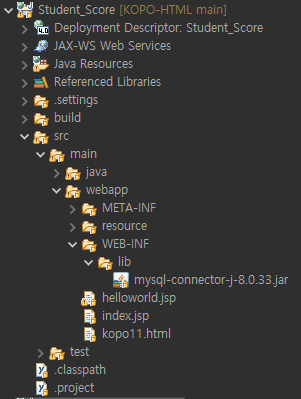 Student_Score [KOPO-HTML main]
Deployment Descriptor: Student_Score
JAX-WS Web Services
Java Resources
Referenced Libraries
.settings
build
src
main
java
webapp
META-INF
resource
WEB-INF
lib
mysql-connector-j-8.0.33.jar
helloworld.jsp
index.jsp
kopo11.html
test
.classpath
.project